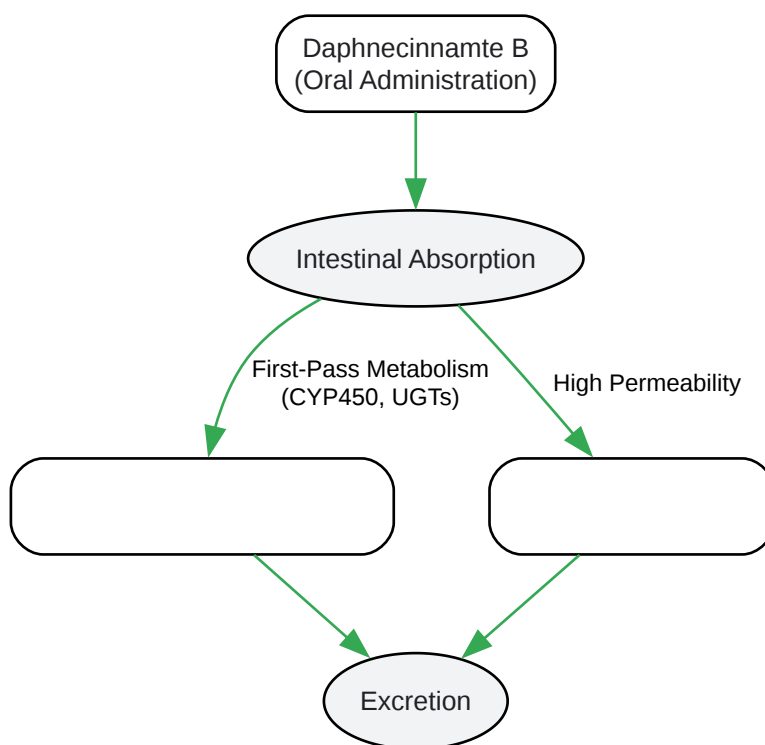 Daphnecinnamte B
(Oral Administration)
Intestinal Absorption
First-Pass Metabolism
(CYP450, UGTs)
High Permeability
Excretion